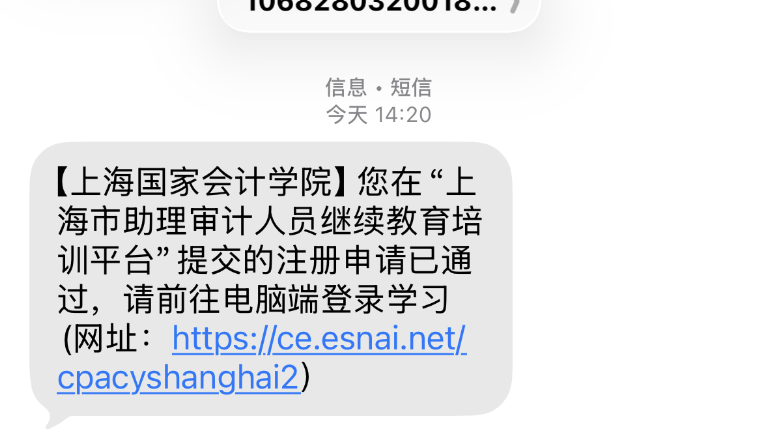 1068280320018...
信息 • 短信
今天 14:20
【上海国家会计学院】您在“上
海市助理审计人员继续教育培
训平台”提交的注册申请已通
过，请前往电脑端登录学习
(网址：https://ce.esnai.net/
cpacyshanghai2)